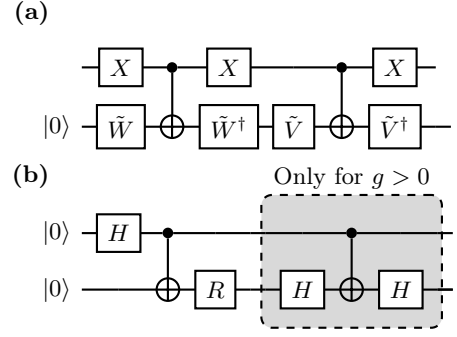 (a)
X X X
|0⟩ W̃ W̃† Ṽ Ṽ†
(b) Only for g > 0
|0⟩ H
|0⟩ R H H